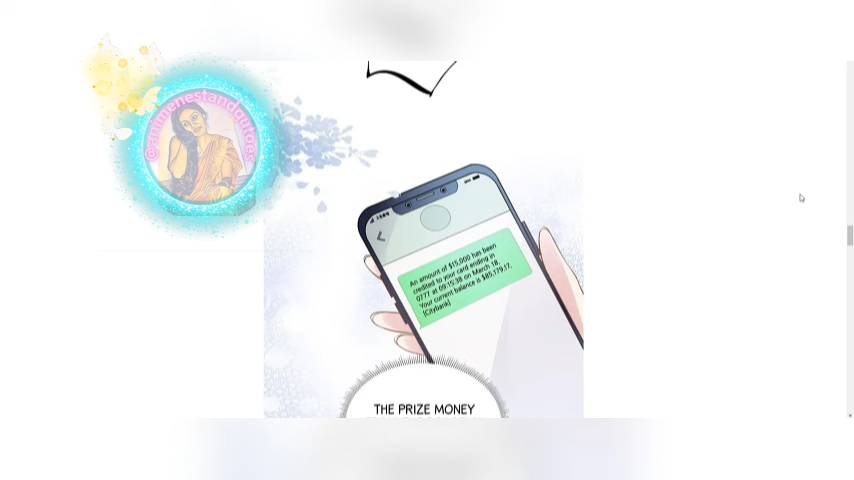 @animenestandqutoes
An amount of $15,000 has been
credited to your card ending in
0777 at 09:15:38 on March 18.
Your current balance is $85,179.17.
[Citybank]
THE PRIZE MONEY